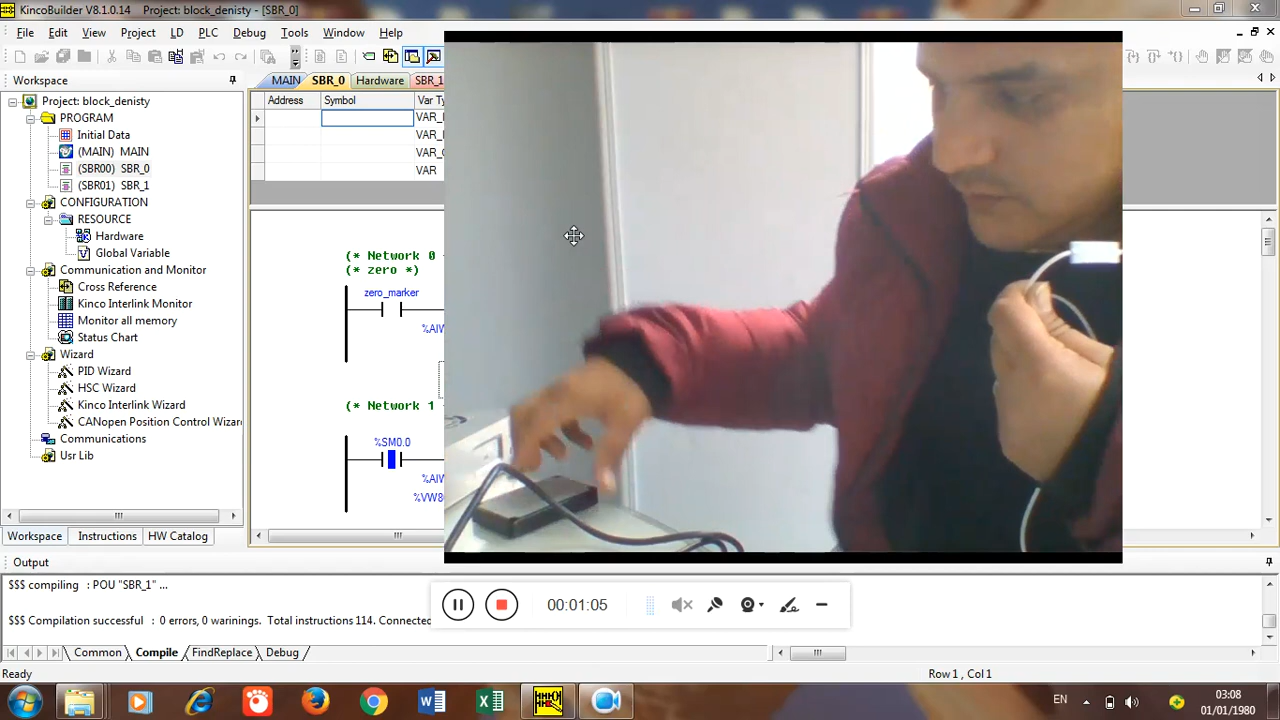 KincoBuilder V8.1.0.14 Project: block_denisty - [SBR_0]
File Edit View Project LD PLC Debug Tools Window Help
Workspace
Project: block_denisty
PROGRAM
Initial Data
(MAIN) MAIN
(SBR00) SBR_0
(SBR01) SBR_1
CONFIGURATION
RESOURCE
Hardware
Global Variable
Communication and Monitor
Cross Reference
Kinco Interlink Monitor
Monitor all memory
Status Chart
Wizard
PID Wizard
HSC Wizard
Kinco Interlink Wizard
CANopen Position Control Wizar
Communications
Usr Lib
Workspace Instructions HW Catalog
MAIN SBR_0 Hardware SBR_1
Address Symbol Var Ty
VAR_
VAR_
VAR_
VAR
(* Network 0
(* zero *)
zero_marker
%AIW
(* Network 1
%SM0.0
%AIW
%VW8
00:01:05
Output
$$$ compiling : POU "SBR_1" ...
$$$ Compilation successful : 0 errors, 0 warinings. Total instructions 114. Connected
Common Compile FindReplace Debug
Ready
Row 1 , Col 1
EN
03:08
01/01/1980